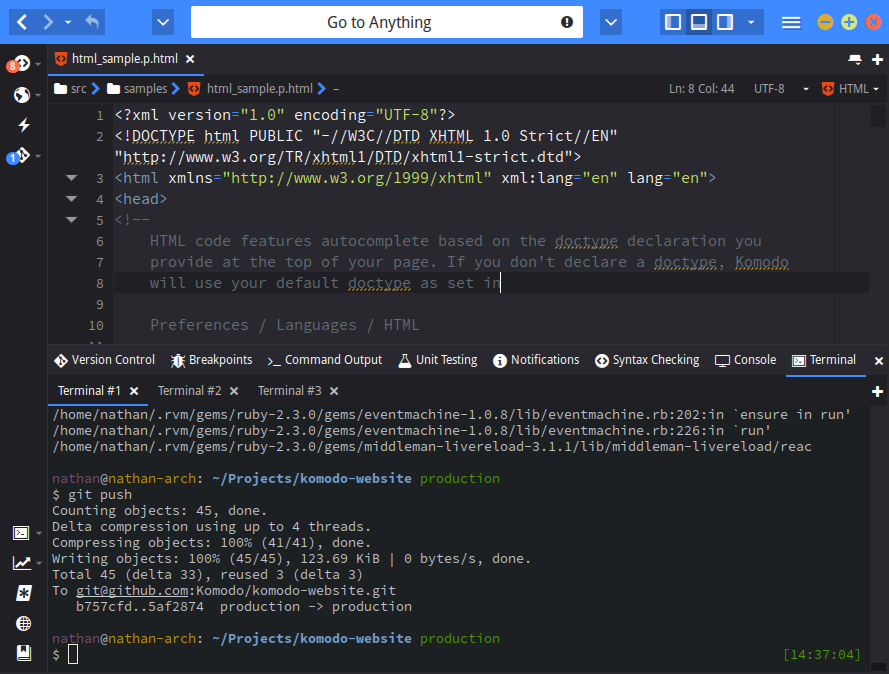 Go to Anything
html_sample.p.html
8
src samples html_sample.p.html –
Ln: 8 Col: 44 UTF-8 HTML
1
1 <?xml version="1.0" encoding="UTF-8"?>
2 <!DOCTYPE html PUBLIC "-//W3C//DTD XHTML 1.0 Strict//EN"
"http://www.w3.org/TR/xhtml1/DTD/xhtml1-strict.dtd">
3 <html xmlns="http://www.w3.org/1999/xhtml" xml:lang="en" lang="en">
4 <head>
5 <!--
6 HTML code features autocomplete based on the doctype declaration you
7 provide at the top of your page. If you don't declare a doctype, Komodo
8 will use your default doctype as set in
9
10 Preferences / Languages / HTML
Version Control Breakpoints Command Output Unit Testing Notifications Syntax Checking Console Terminal
Terminal #1 Terminal #2 Terminal #3
/home/nathan/.rvm/gems/ruby-2.3.0/gems/eventmachine-1.0.8/lib/eventmachine.rb:202:in `ensure in run'
/home/nathan/.rvm/gems/ruby-2.3.0/gems/eventmachine-1.0.8/lib/eventmachine.rb:226:in `run'
/home/nathan/.rvm/gems/ruby-2.3.0/gems/middleman-livereload-3.1.1/lib/middleman-livereload/reac
nathan@nathan-arch: ~/Projects/komodo-website production
$ git push
Counting objects: 45, done.
Delta compression using up to 4 threads.
Compressing objects: 100% (41/41), done.
Writing objects: 100% (45/45), 123.69 KiB | 0 bytes/s, done.
Total 45 (delta 33), reused 3 (delta 3)
To git@github.com:Komodo/komodo-website.git
b757cfd..5af2874 production -> production
nathan@nathan-arch: ~/Projects/komodo-website production
$ [14:37:04]